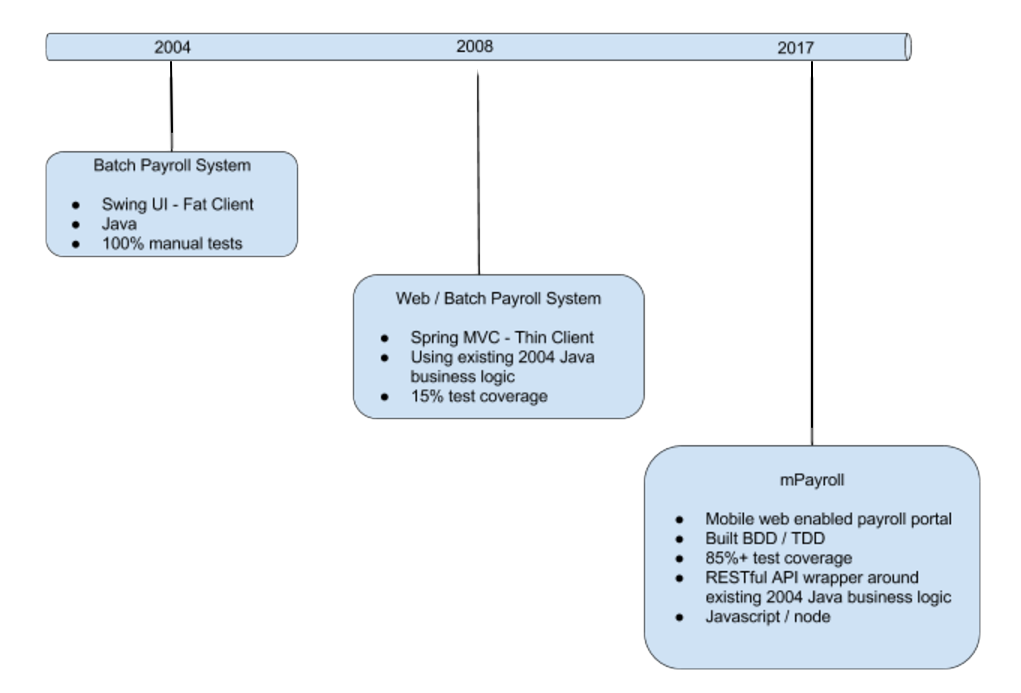 2004
2008
2017
Batch Payroll System
● Swing UI - Fat Client
● Java
● 100% manual tests
Web / Batch Payroll System
● Spring MVC - Thin Client
● Using existing 2004 Java
business logic
● 15% test coverage
mPayroll
● Mobile web enabled payroll portal
● Built BDD / TDD
● 85%+ test coverage
● RESTful API wrapper around
existing 2004 Java business logic
● Javascript / node